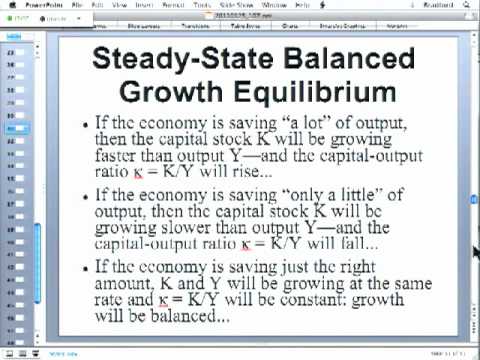 PowerPoint File Edit View Insert Format Tools Slide Show Window Help Bradford
Steady-State Balanced
Growth Equilibrium
• If the economy is saving “a lot” of output,
then the capital stock K will be growing
faster than output Y—and the capital-output
ratio κ = K/Y will rise...
• If the economy is saving “only a little” of
output, then the capital stock K will be
growing slower than output Y—and the
capital-output ratio κ = K/Y will fall...
• If the economy is saving just the right
amount, K and Y will be growing at the same
rate and κ = K/Y will be constant: growth
will be balanced...